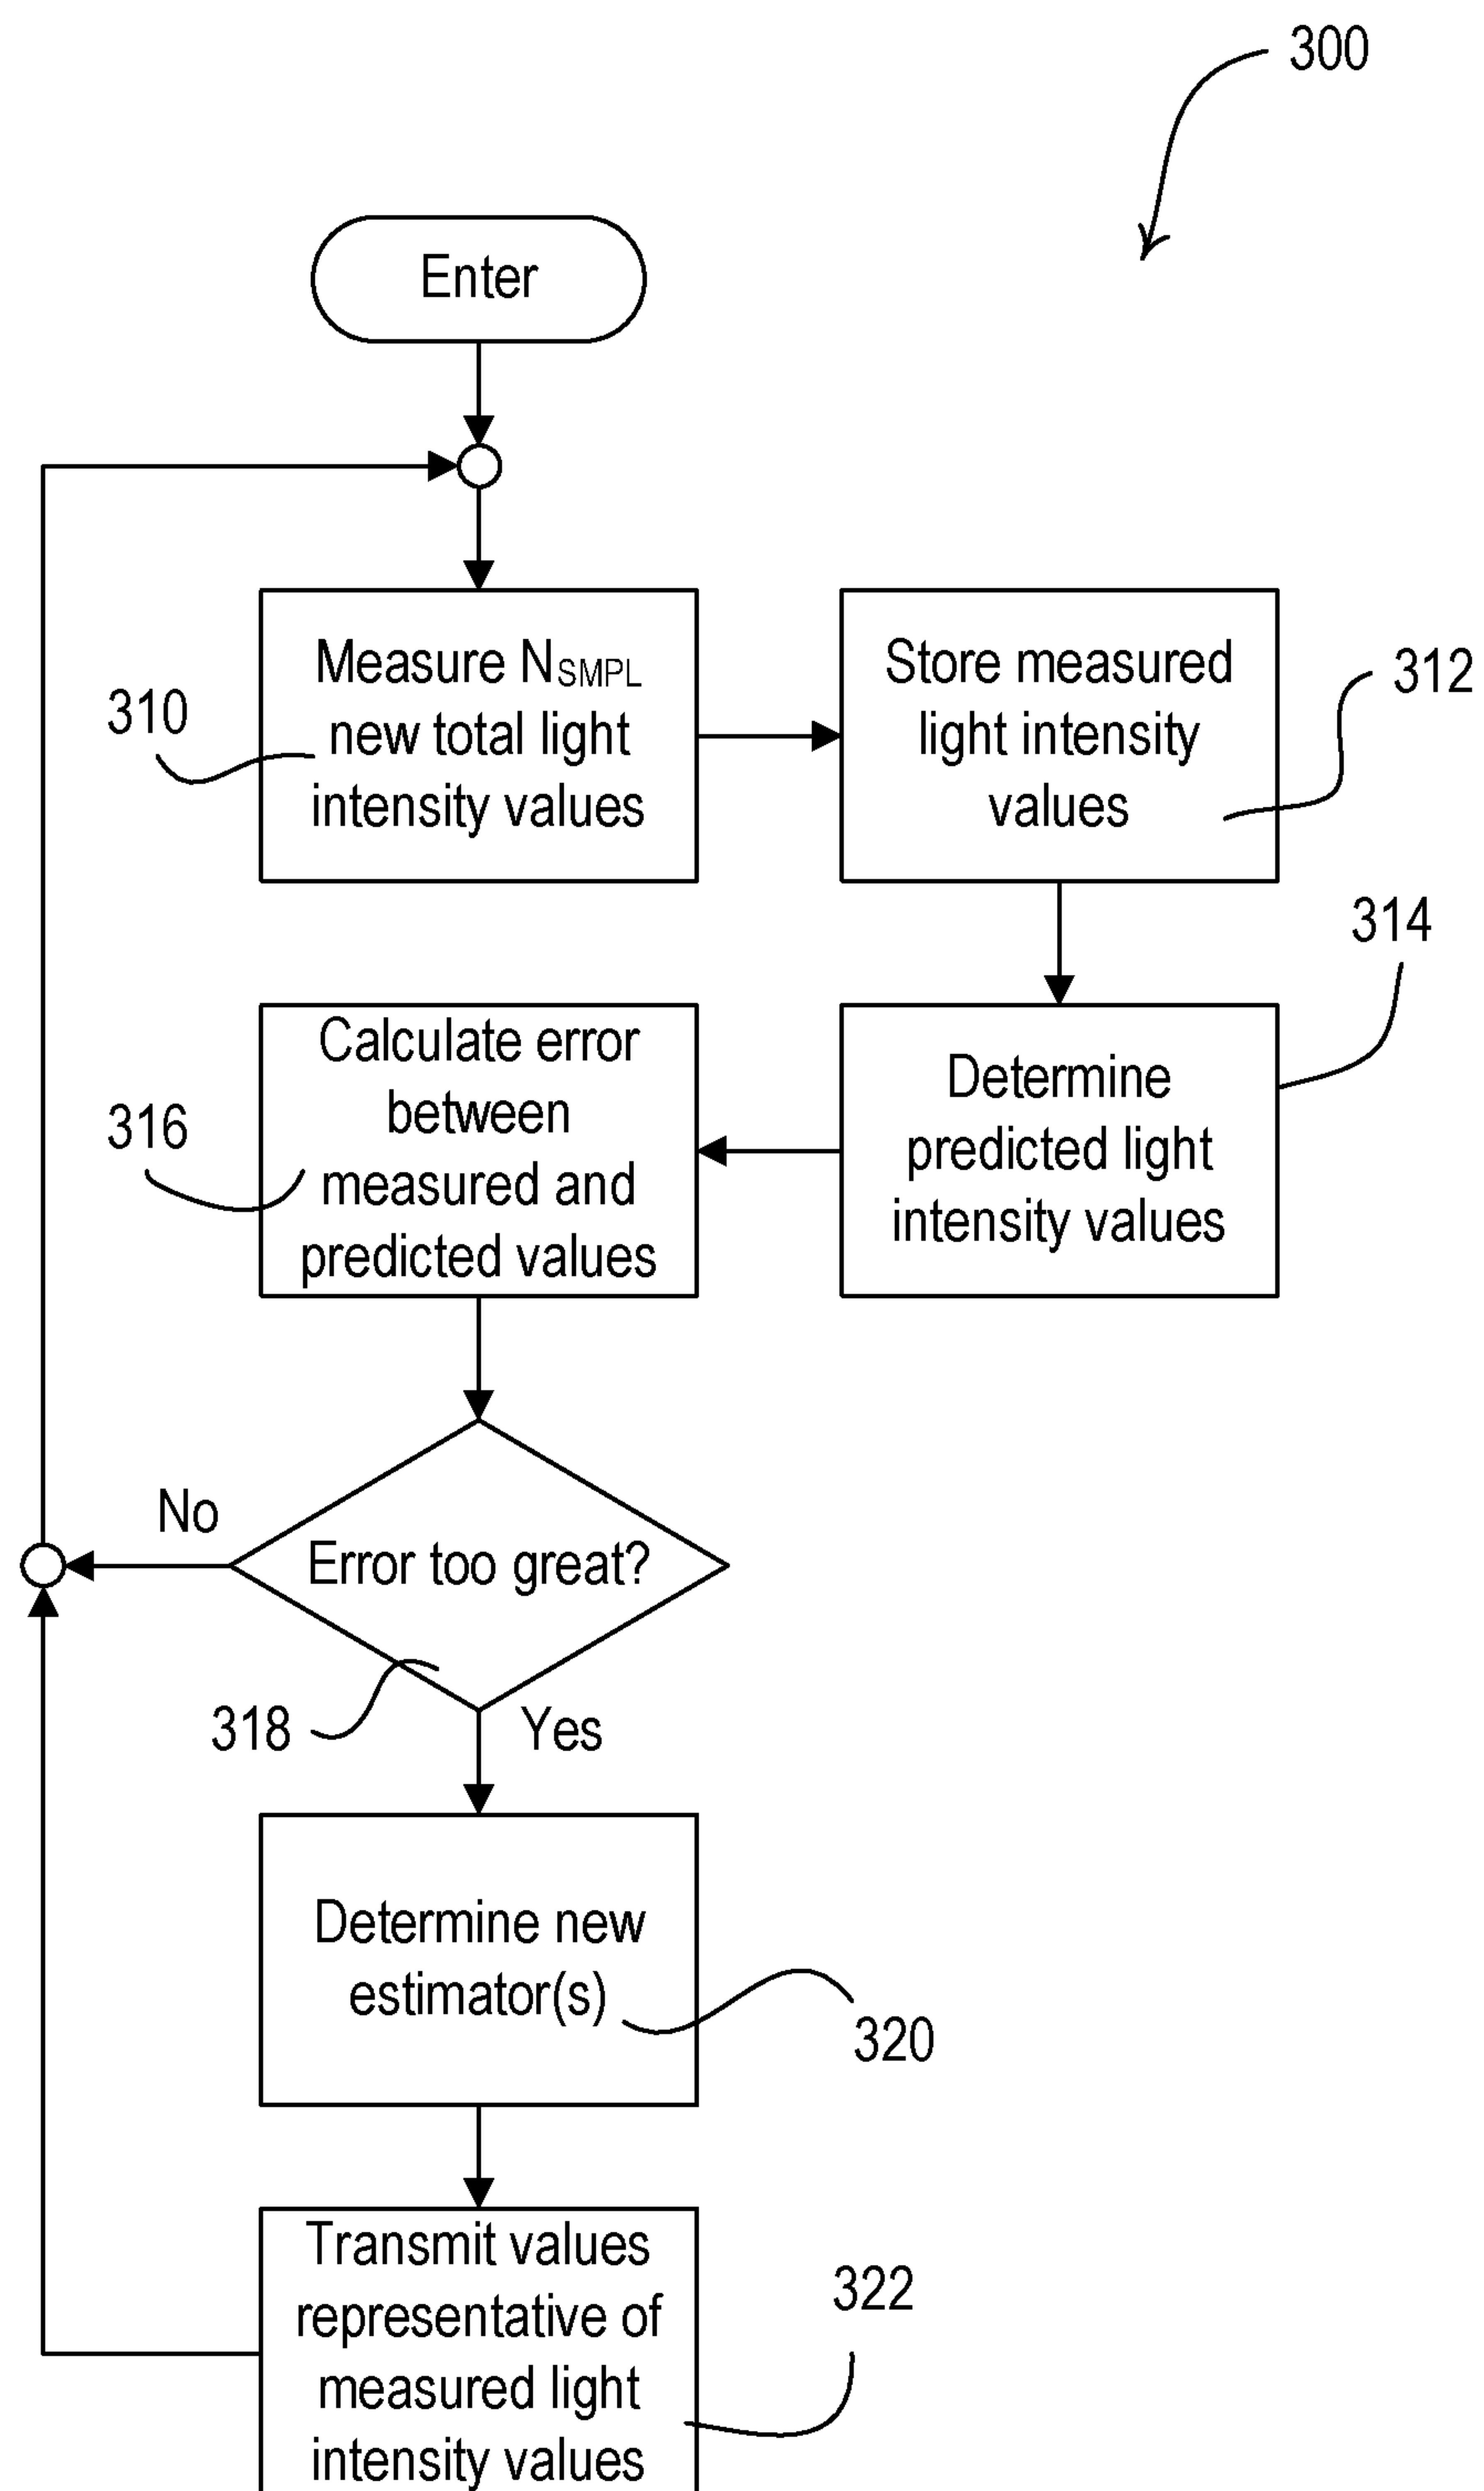 300
Enter
Measure NSMPL
new total light
intensity values
310
Store measured
light intensity
values
312
314
Calculate error
between
measured and
predicted values
316
Determine
predicted light
intensity values
No
Error too great?
318
Yes
Determine new
estimator(s)
320
Transmit values
representative of
measured light
intensity values
322